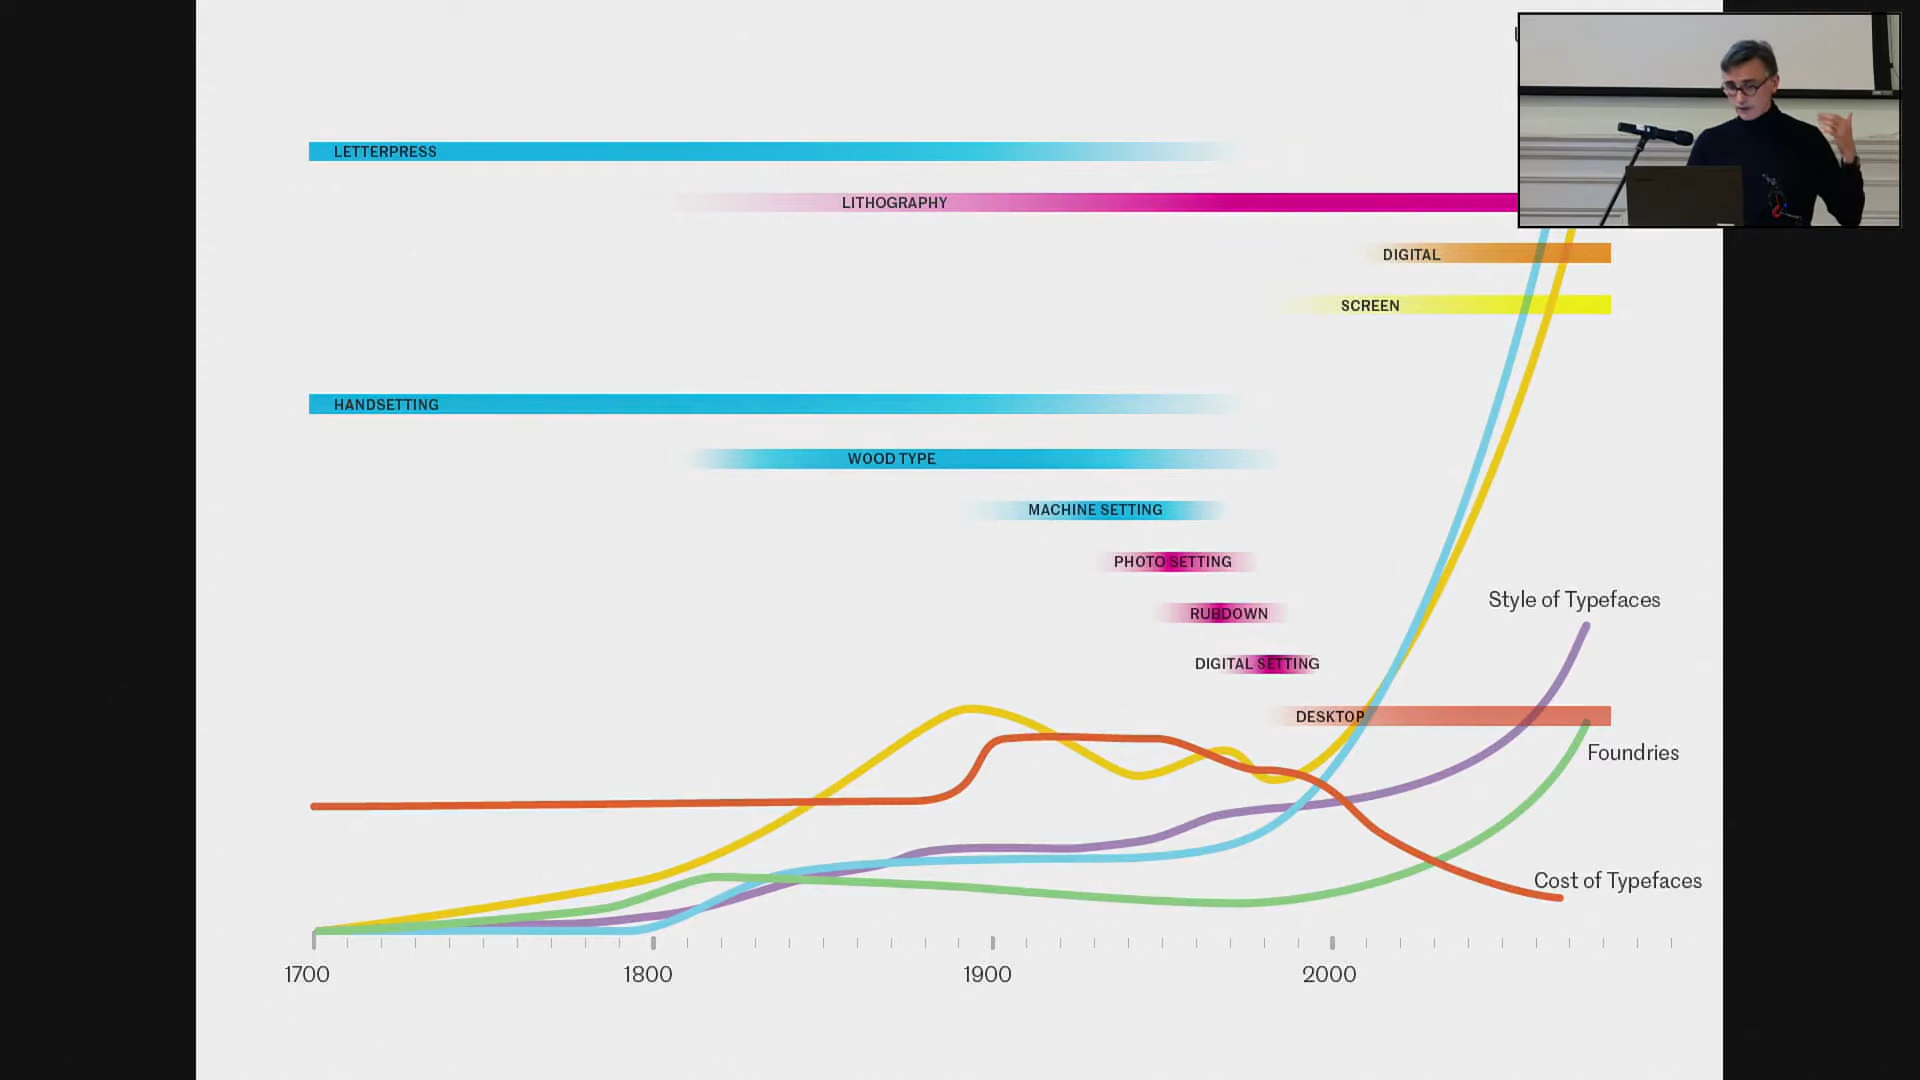 LETTERPRESS
LITHOGRAPHY
DIGITAL
SCREEN
HANDSETTING
WOOD TYPE
MACHINE SETTING
PHOTO SETTING
RUBDOWN
DIGITAL SETTING
Style of Typefaces
DESKTOP
Foundries
Cost of Typefaces
1700 1800 1900 2000